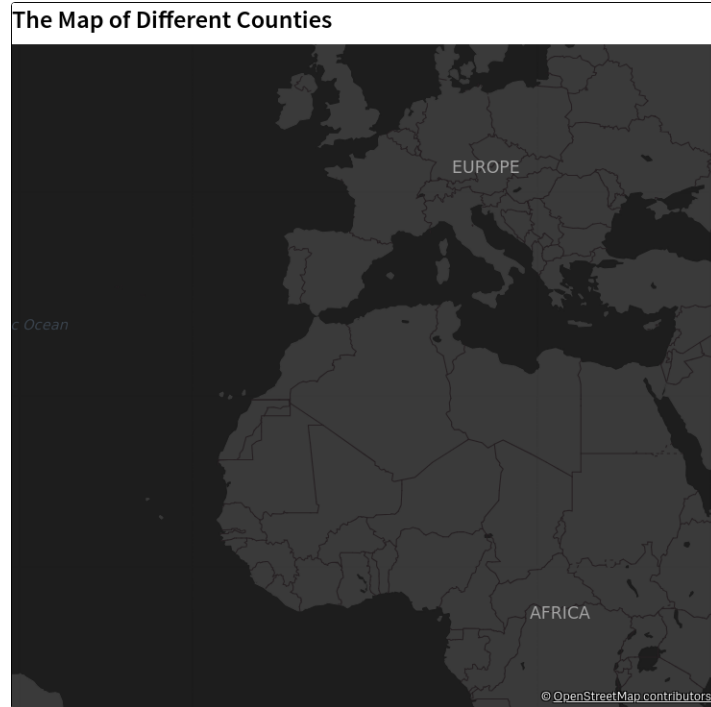 The Map of Different Counties
EUROPE
c Ocean
AFRICA
© OpenStreetMap contributors